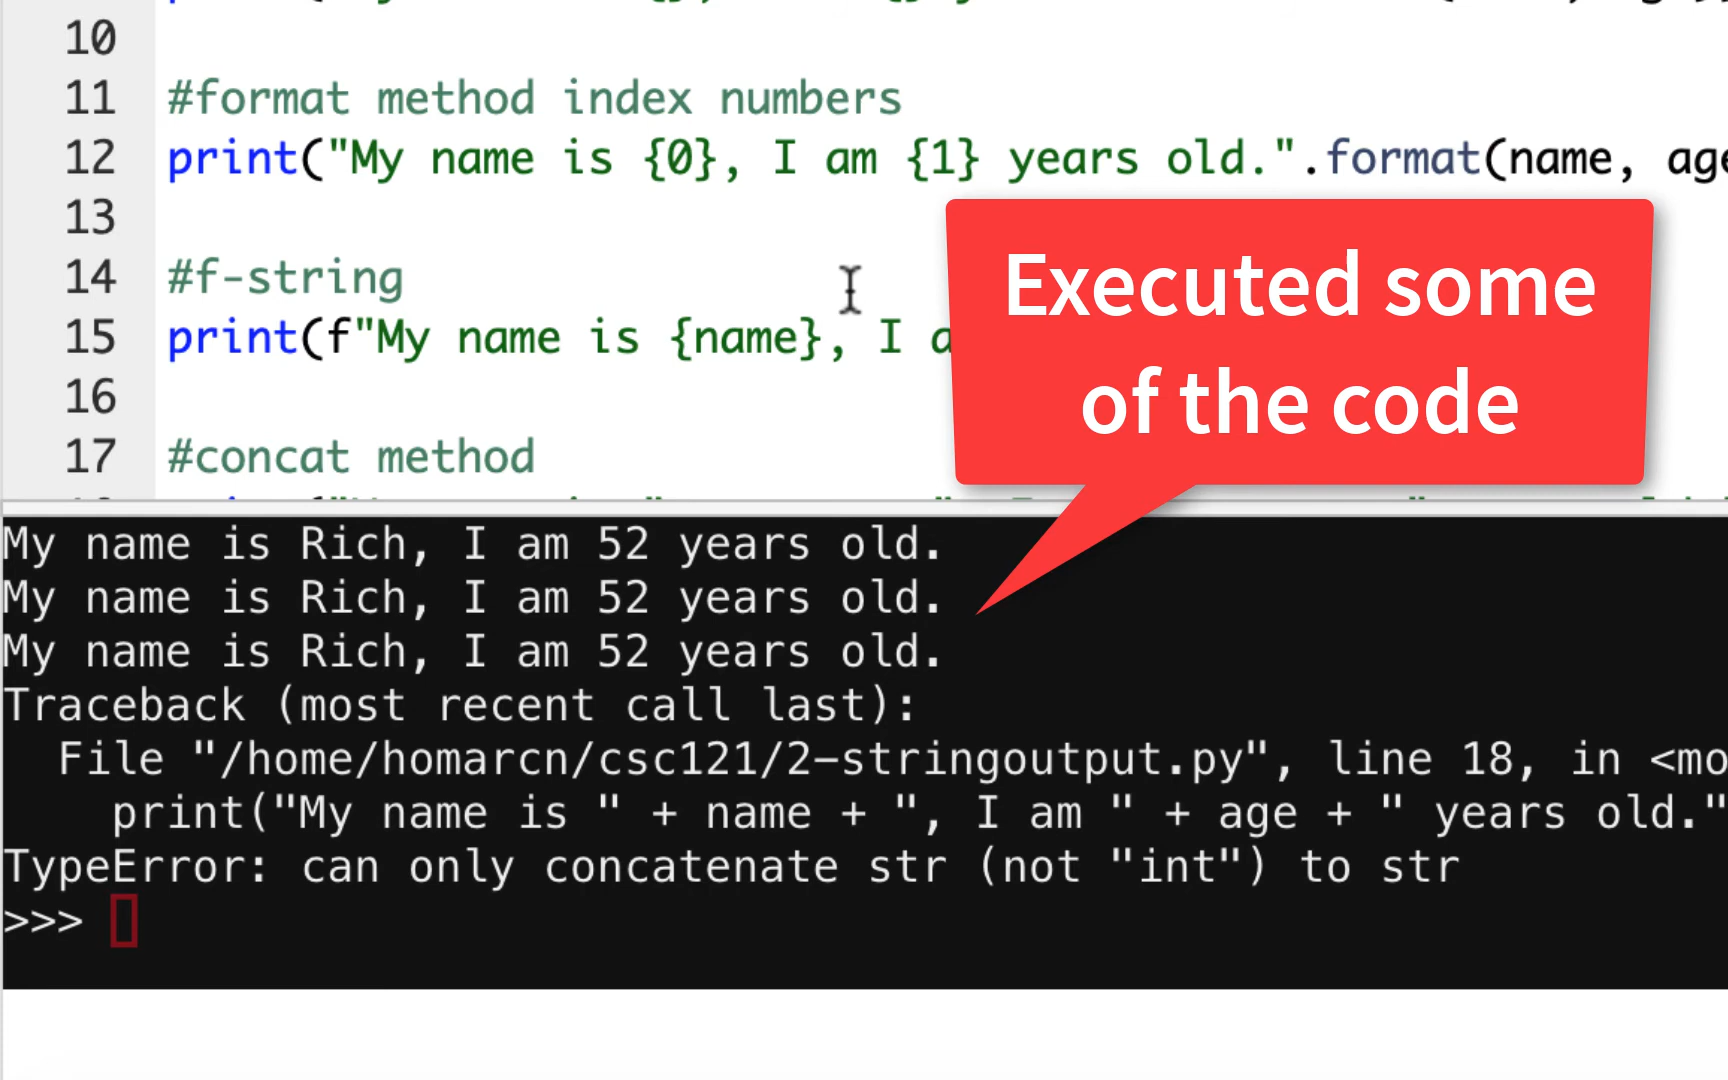 10
11 #format method index numbers
12 print("My name is {0}, I am {1} years old.".format(name, age
13
14 #f-string
15 print(f"My name is {name}, I a
16
17 #concat method
Executed some
of the code
My name is Rich, I am 52 years old.
My name is Rich, I am 52 years old.
My name is Rich, I am 52 years old.
Traceback (most recent call last):
File "/home/homarcn/csc121/2-stringoutput.py", line 18, in <mo
print("My name is " + name + ", I am " + age + " years old."
TypeError: can only concatenate str (not "int") to str
>>>